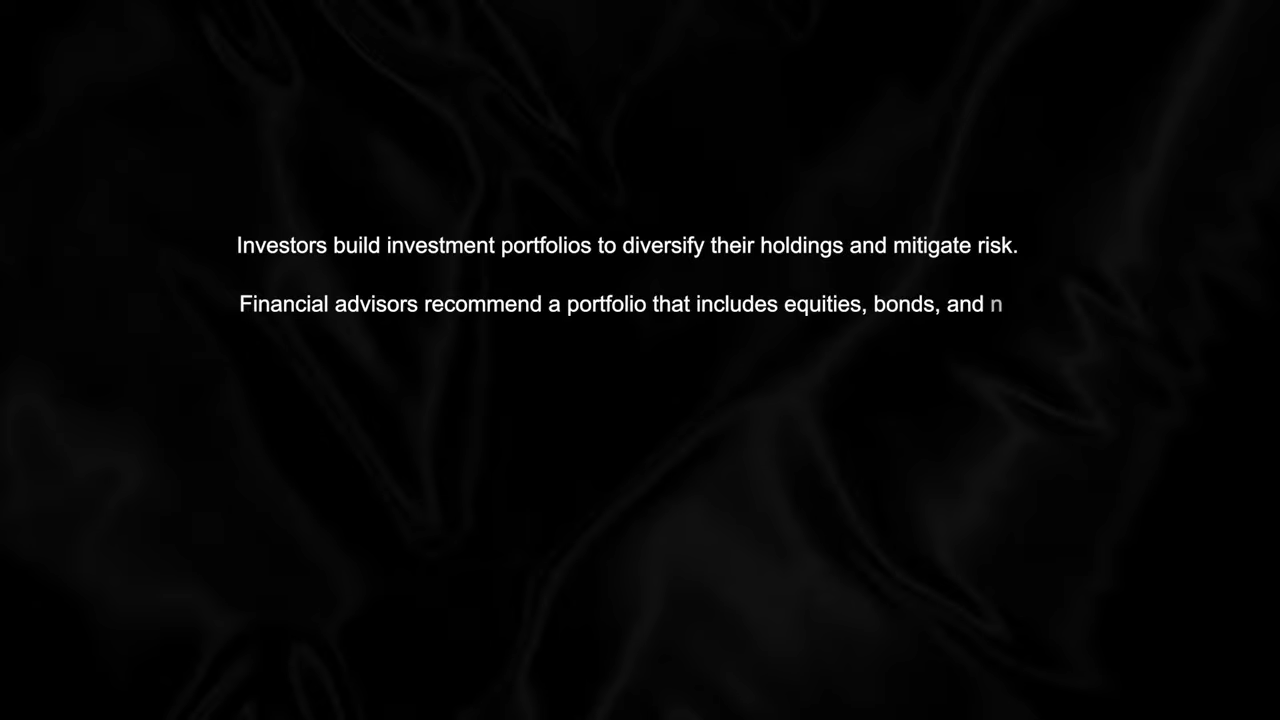 Investors build investment portfolios to diversify their holdings and mitigate risk.
Financial advisors recommend a portfolio that includes equities, bonds, and n